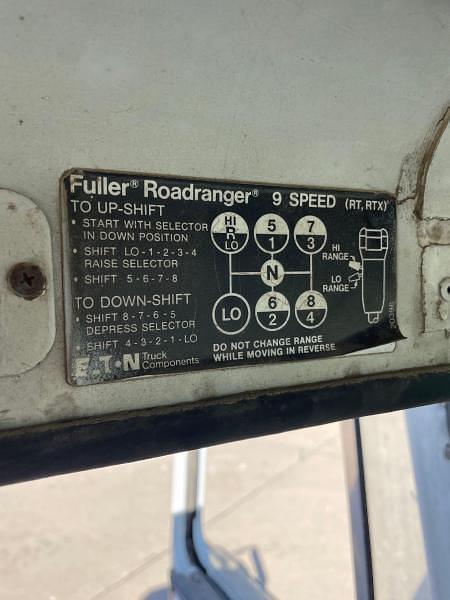 Fuller® Roadranger® 9 SPEED (RT, RTX)
TO UP-SHIFT
• START WITH SELECTOR
IN DOWN POSITION
• SHIFT LO-1-2-3-4
RAISE SELECTOR
• SHIFT 5-6-7-8
TO DOWN-SHIFT
• SHIFT 8-7-6-5
DEPRESS SELECTOR
SHIFT 4-3-2-1-LO
E·T·N Truck
Components
HI
R
LO
5
1
7
3
N
LO
6
2
8
4
HI
RANGE
LO
RANGE
DO NOT CHANGE RANGE
WHILE MOVING IN REVERSE